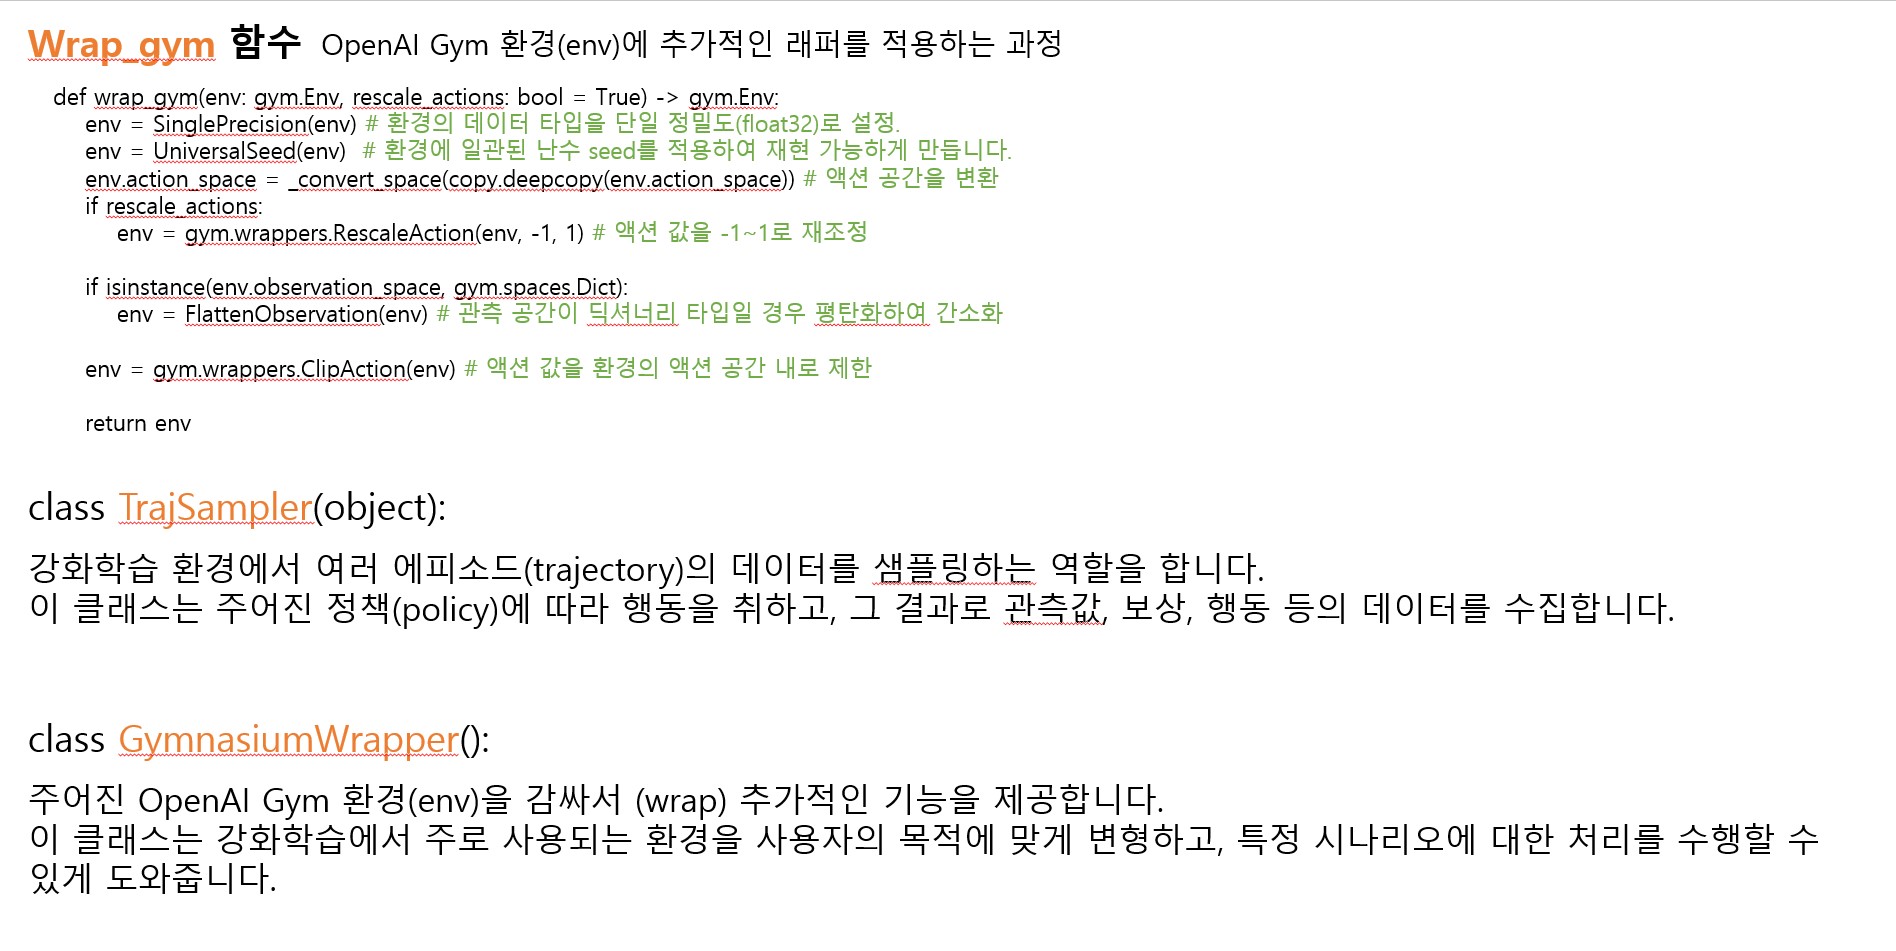 Wrap_gym 함수 OpenAI Gym 환경(env)에 추가적인 래퍼를 적용하는 과정
def wrap_gym(env: gym.Env, rescale_actions: bool = True) -> gym.Env:
env = SinglePrecision(env) # 환경의 데이터 타입을 단일 정밀도(float32)로 설정.
env = UniversalSeed(env) # 환경에 일관된 난수 seed를 적용하여 재현 가능하게 만듭니다.
env.action_space = _convert_space(copy.deepcopy(env.action_space)) # 액션 공간을 변환
if rescale_actions:
env = gym.wrappers.RescaleAction(env, -1, 1) # 액션 값을 -1~1로 재조정
if isinstance(env.observation_space, gym.spaces.Dict):
env = FlattenObservation(env) # 관측 공간이 딕셔너리 타입일 경우 평탄화하여 간소화
env = gym.wrappers.ClipAction(env) # 액션 값을 환경의 액션 공간 내로 제한
return env
class TrajSampler(object):
강화학습 환경에서 여러 에피소드(trajectory)의 데이터를 샘플링하는 역할을 합니다.
이 클래스는 주어진 정책(policy)에 따라 행동을 취하고, 그 결과로 관측값, 보상, 행동 등의 데이터를 수집합니다.
class GymnasiumWrapper():
주어진 OpenAI Gym 환경(env)을 감싸서 (wrap) 추가적인 기능을 제공합니다.
이 클래스는 강화학습에서 주로 사용되는 환경을 사용자의 목적에 맞게 변형하고, 특정 시나리오에 대한 처리를 수행할 수
있게 도와줍니다.